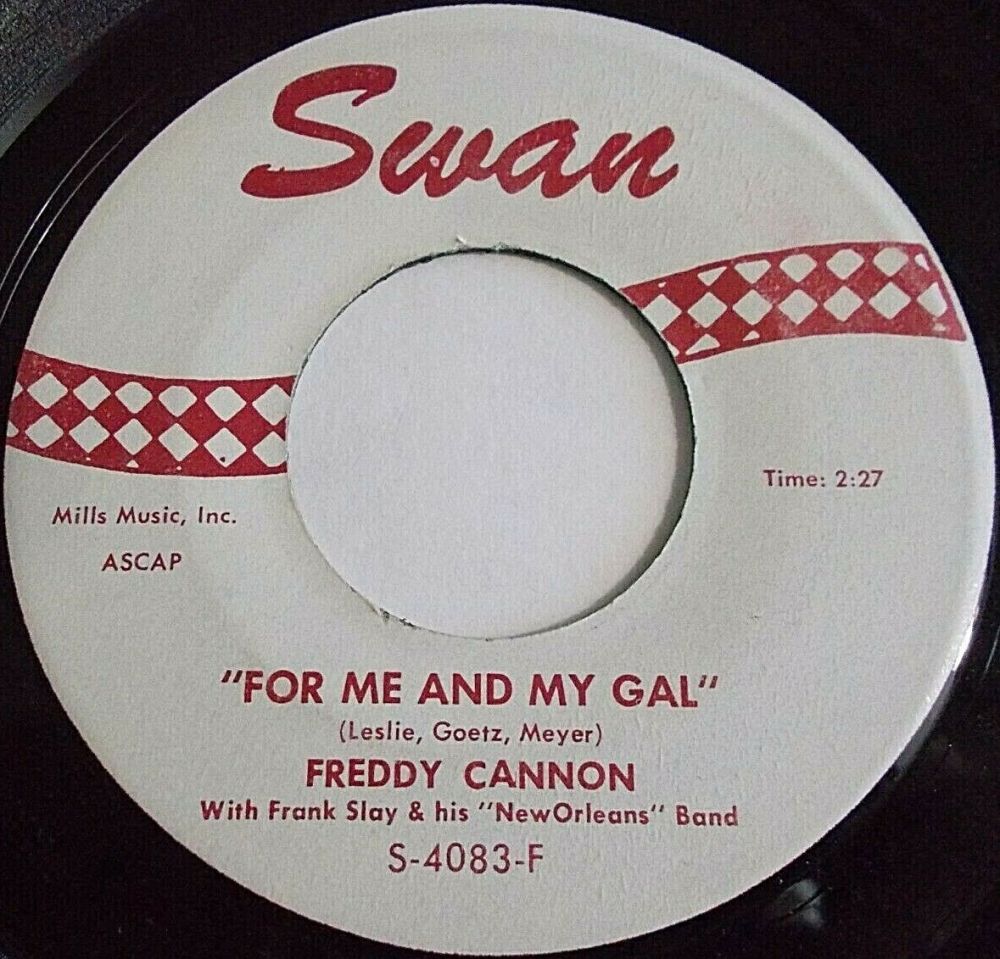 Swan
Time: 2:27
Mills Music, Inc.
ASCAP
"FOR ME AND MY GAL"
(Leslie, Goetz, Meyer)
FREDDY CANNON
With Frank Slay & his "NewOrleans" Band
S-4083-F